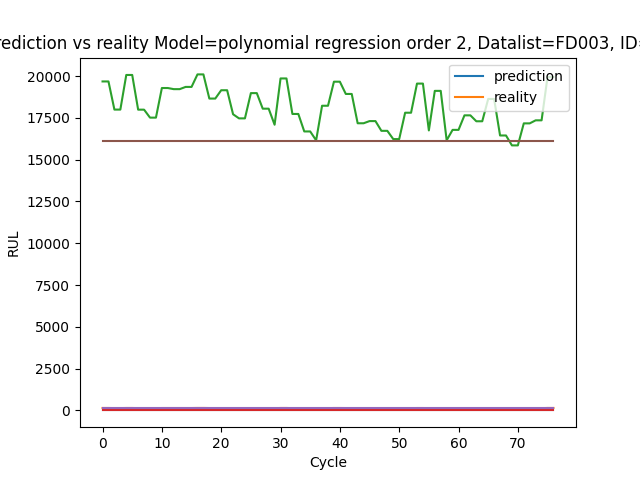 rediction vs reality Model=polynomial regression order 2, Datalist=FD003, ID=
prediction
reality
20000
17500
15000
12500
10000
7500
5000
2500
0
RUL
0 10 20 30 40 50 60 70
Cycle